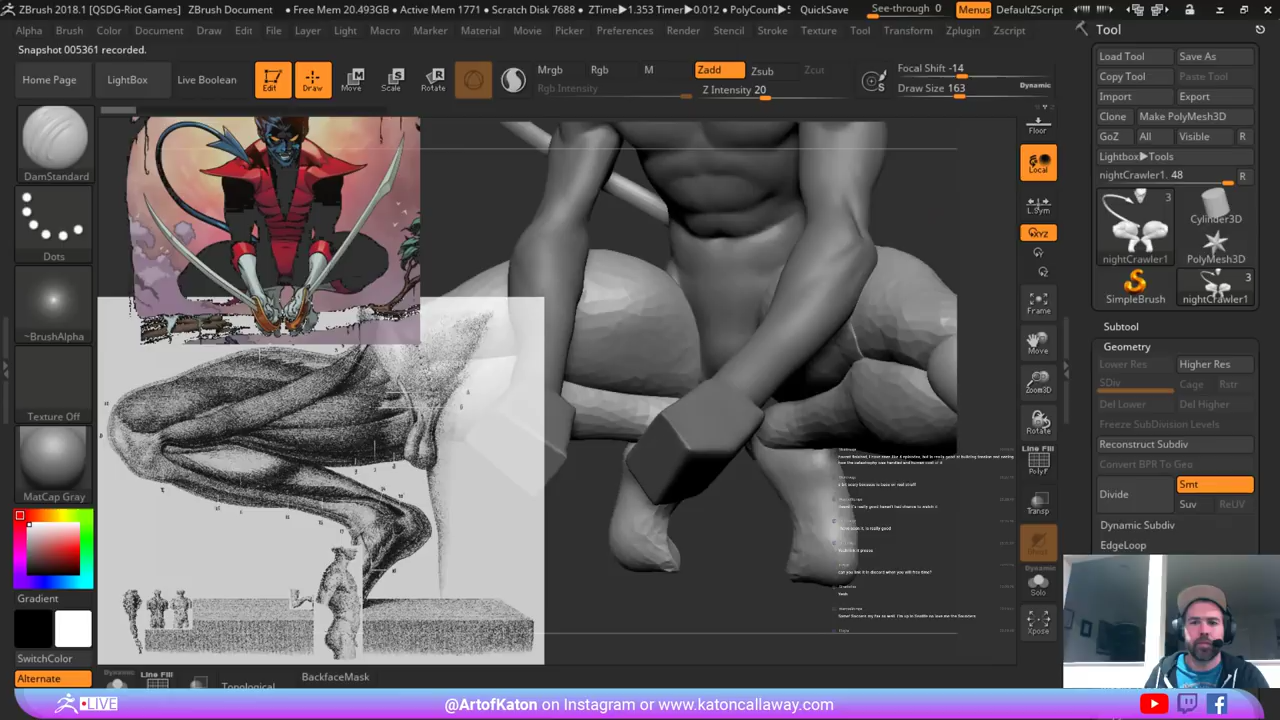 ZBrush 2018.1 [QSDG-Riot Games] ZBrush Document • Free Mem 20.493GB • Active Mem 1771 • Scratch Disk 7688 • ZTime▶1.353 Timer▶0.012 • PolyCount▶ QuickSave See-through 0 Menus DefaultZScript
Alpha Brush Color Document Draw Edit File Layer Light Macro Marker Material Movie Picker Preferences Render Stencil Stroke Texture Tool Transform Zplugin Zscript
Snapshot 005361 recorded.
Home Page LightBox Live Boolean Edit Draw Move Scale Rotate
Mrgb Rgb M Zadd Zsub Zcut
Rgb Intensity Z Intensity 20
Focal Shift -14
Draw Size 163 Dynamic
DamStandard
Dots
~BrushAlpha
Texture Off
MatCap Gray
Gradient
SwitchColor
Alternate
Floor
Local
L.Sym
XYZ
Frame
Move
Zoom3D
Rotate
Line Fill
PolyF
Transp
Dynamic
Solo
Xpose
Tool
Load Tool Save As
Copy Tool Paste Tool
Import Export
Clone Make PolyMesh3D
GoZ All Visible R
Lightbox▶Tools
nightCrawler1. 48 R
3
nightCrawler1
Cylinder3D
PolyMesh3D
SimpleBrush
3
nightCrawler1
Subtool
Geometry
Lower Res Higher Res
SDiv Cage Rstr
Del Lower Del Higher
Freeze SubDivision Levels
Reconstruct Subdiv
Convert BPR To Geo
Divide Smt
Suv ReUV
Dynamic Subdiv
EdgeLoop
Dynamic
Line Fill
Topological
BackfaceMask
LIVE
@ArtofKaton on Instagram or www.katoncallaway.com